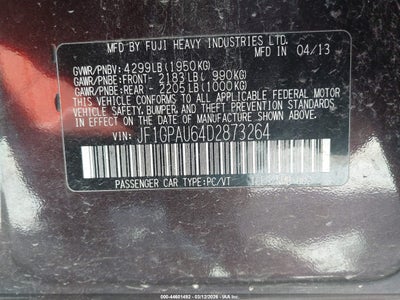 MFD BY FUJI HEAVY INDUSTRIES LTD.
GVWR/PNBV: 4299LB(1950KG) M IN 04/13
GAWR/PNBE:FRONT- 2183LB( 990KG)
GAWR/PNBE: REAR - 2205LB(1000KG)
THIS VEHICLE CONFORMS TO ALL APPLICABLE FEDERAL MOTOR
VEHICLE SAFETY, BUMPER, AND THEFT PREVENTION STANDARDS
IN EFFECT ON THE DATE OF MANUFACTURE SHOWN ABOVE.
VIN: JF1GPAU64D2873264
PASSENGER CAR TYPE:PC/VT
000-44601492 - 03/12/2026 - iaai.com